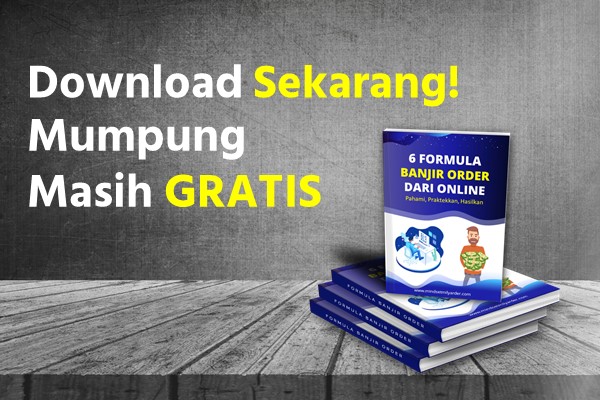 Download Sekarang!
Mumpung
Masih GRATIS
6 FORMULA
BANJIR ORDER
DARI ONLINE
Pahami, Praktekkan, Hasilkan
FORMULA BANJIR ORDER
FORMULA BANJIR ORDER
FORMULA BANJIR ORDER